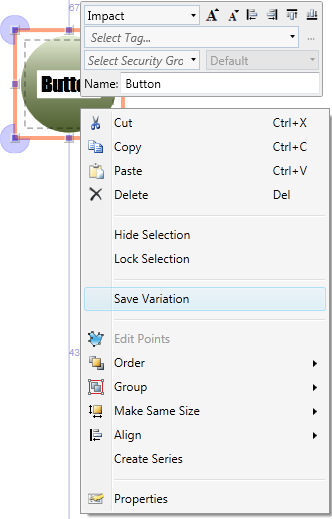 67
Impact
Select Tag...
...
Select Security Gro
Default
Name: Button
Button
Cut Ctrl+X
Copy Ctrl+C
Paste Ctrl+V
Delete Del
Hide Selection
Lock Selection
Save Variation
43
Edit Points
Order
Group
Make Same Size
Align
Create Series
Properties